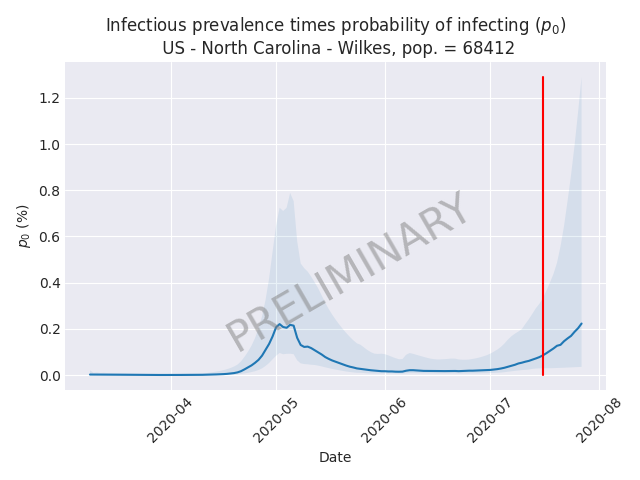 Infectious prevalence times probability of infecting (p₀)
US - North Carolina - Wilkes, pop. = 68412
1.2
1.0
0.8
0.6
0.4
0.2
0.0
p₀ (%)
PRELIMINARY
2020-04
2020-05
2020-06
2020-07
2020-08
Date